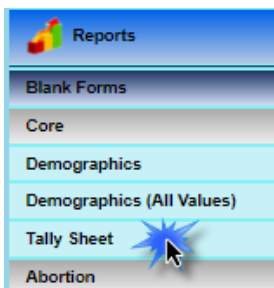 Reports
Blank Forms
Core
Demographics
Demographics (All Values)
Tally Sheet
Abortion